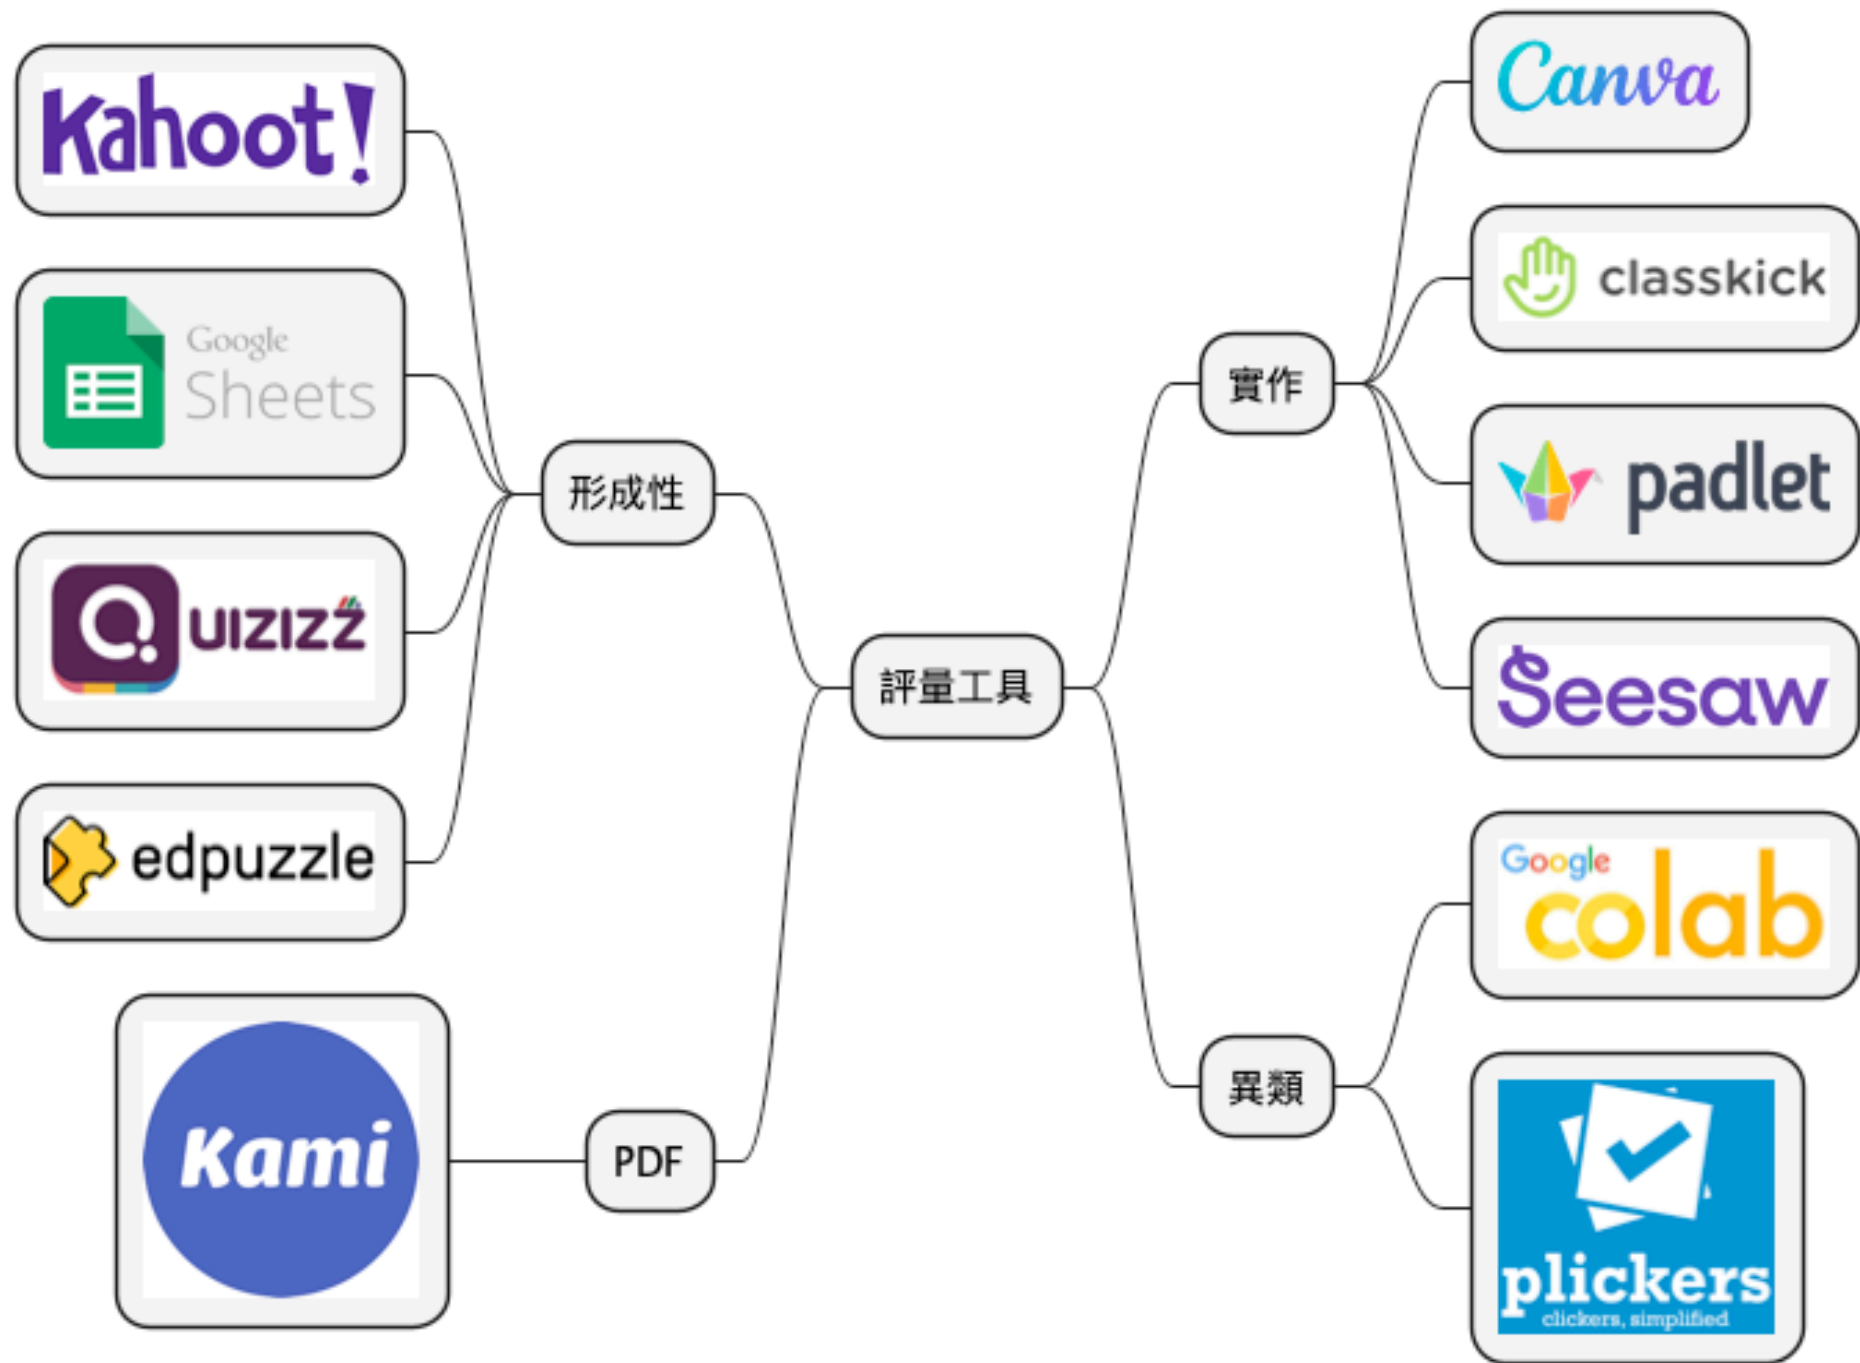 Kahoot!
Google
Sheets
QUIZIZZ
edpuzzle
Kami
形成性
PDF
評量工具
實作
異類
Canva
classkick
padlet
Seesaw
Google
colab
plickers
clickers, simplified